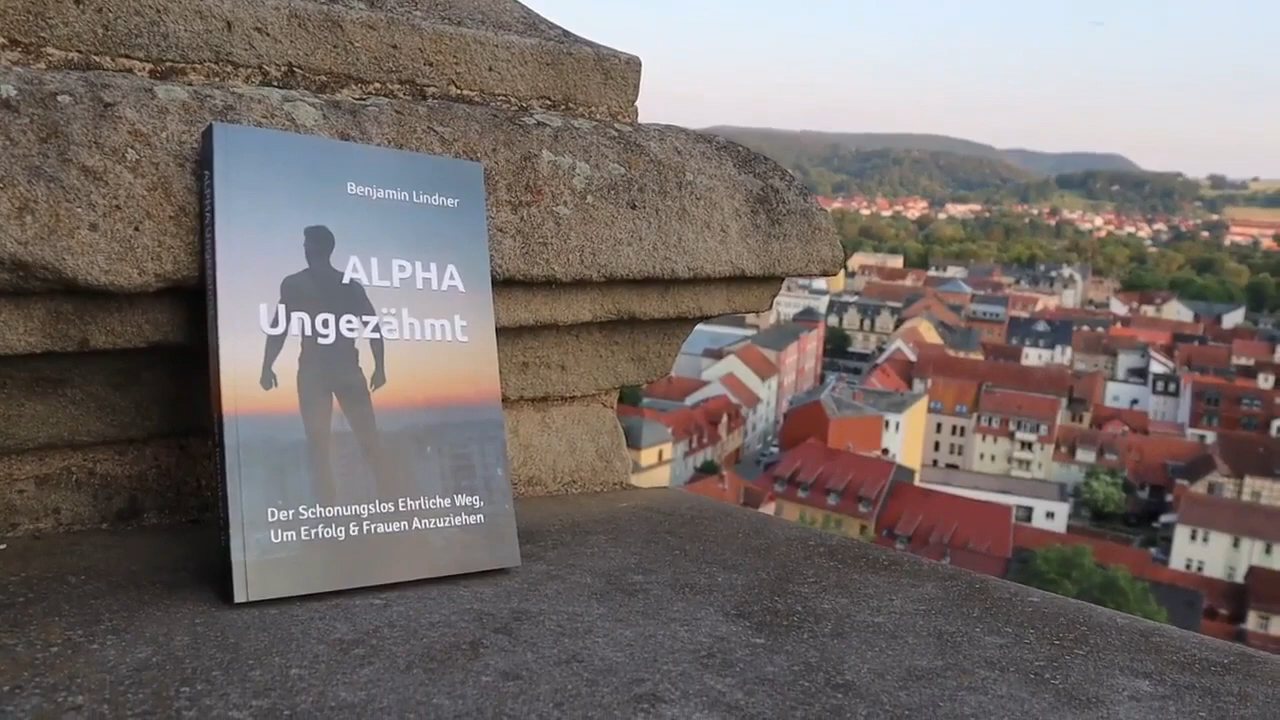 Benjamin Lindner
ALPHA
Ungezähmt
Der Schonungslos Ehrliche Weg,
Um Erfolg & Frauen Anzuziehen